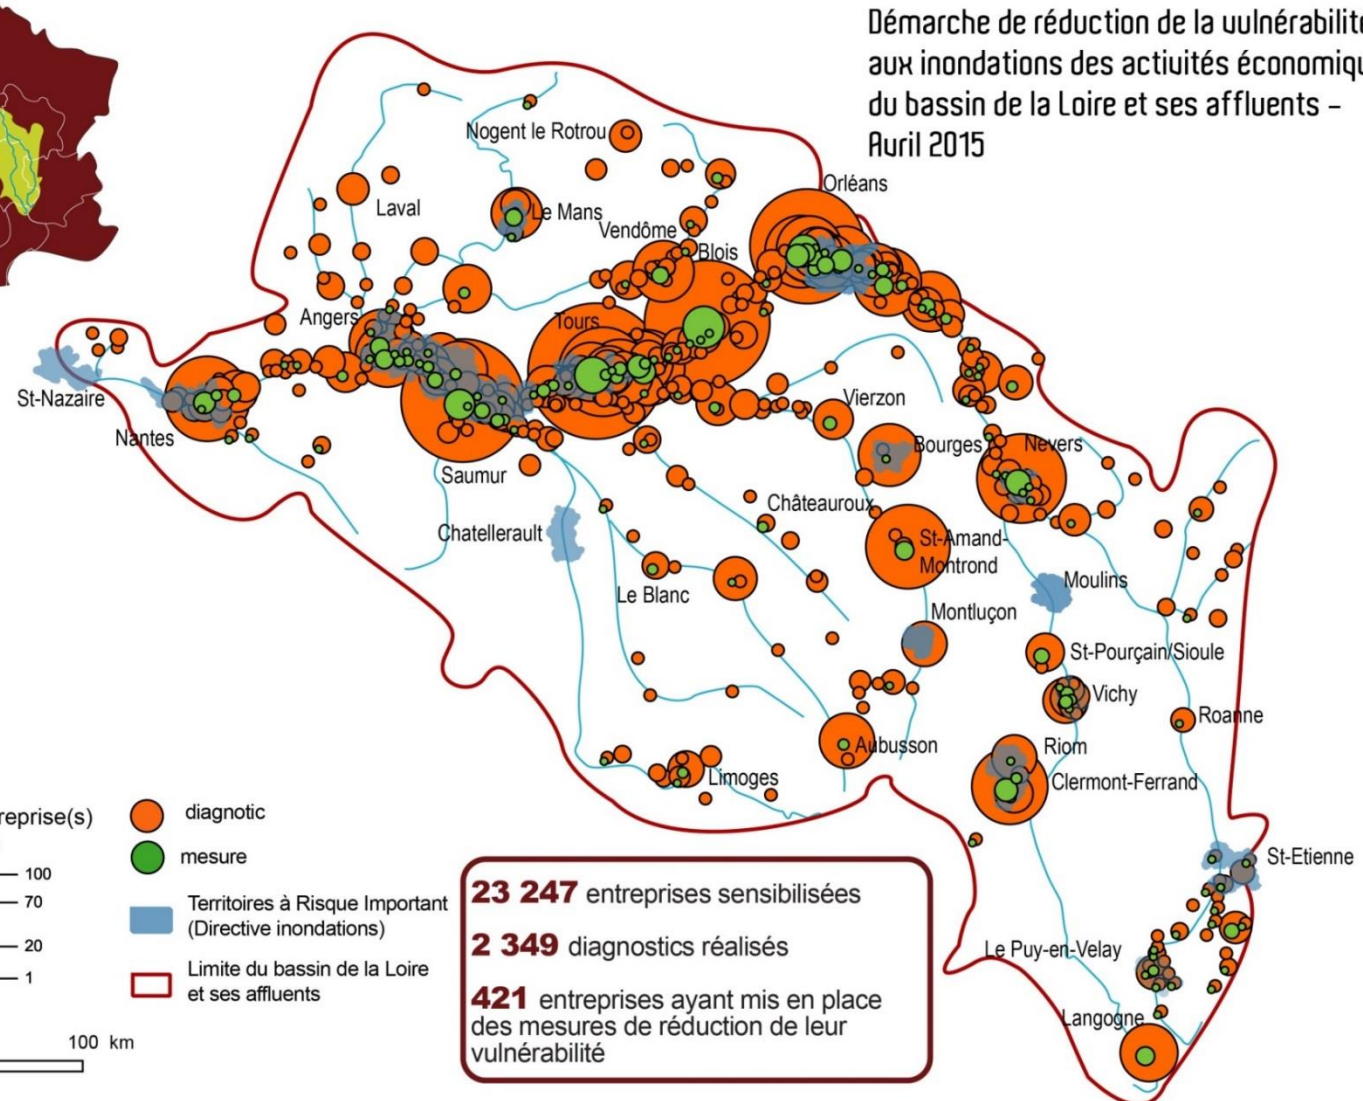 Démarche de réduction de la vulnérabilité
aux inondations des activités économiqu
du bassin de la Loire et ses affluents –
Avril 2015
Nogent le Rotrou
Orléans
Laval
Le Mans
Vendôme
Blois
Angers
Tours
St-Nazaire
Nantes
Vierzon
Bourges
Nevers
Saumur
Châteauroux
Chatellerault
St-Amand-
Montrond
Le Blanc
Moulins
Montluçon
St-Pourçain/Sioule
Vichy
Roanne
Aubusson
Riom
Limoges
Clermont-Ferrand
St-Etienne
Le Puy-en-Velay
Langogne
reprise(s)
100
70
20
1
100 km
diagnotic
mesure
Territoires à Risque Important
(Directive inondations)
Limite du bassin de la Loire
et ses affluents
23 247 entreprises sensibilisées
2 349 diagnostics réalisés
421 entreprises ayant mis en place
des mesures de réduction de leur
vulnérabilité